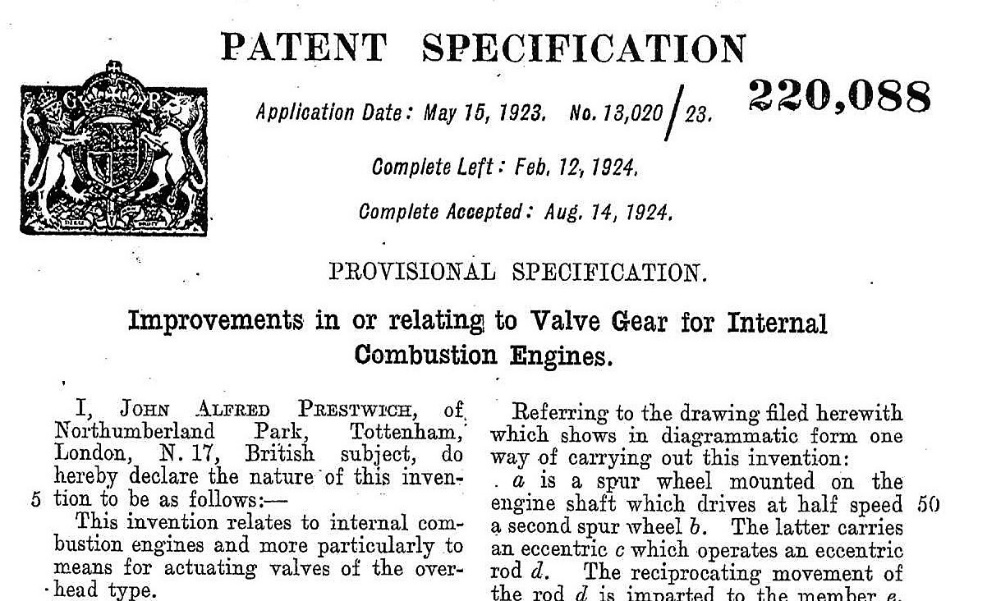 PATENT SPECIFICATION
220,088
G R
Application Date: May 15, 1923. No. 13,020/23.
Complete Left: Feb. 12, 1924.
Complete Accepted: Aug. 14, 1924.
PROVISIONAL SPECIFICATION.
Improvements in or relating to Valve Gear for Internal
Combustion Engines.
I, JOHN ALFRED PRESTWICH, of
Northumberland Park, Tottenham,
London, N. 17, British subject, do
hereby declare the nature of this inven-
5 tion to be as follows:—
This invention relates to internal com-
bustion engines and more particularly to
means for actuating valves of the over-
head type.
Referring to the drawing filed herewith
which shows in diagrammatic form one
way of carrying out this invention:
a is a spur wheel mounted on the
engine shaft which drives at half speed 50
a second spur wheel b. The latter carries
an eccentric c which operates an eccentric
rod d. The reciprocating movement of
the rod d is imparted to the member e.